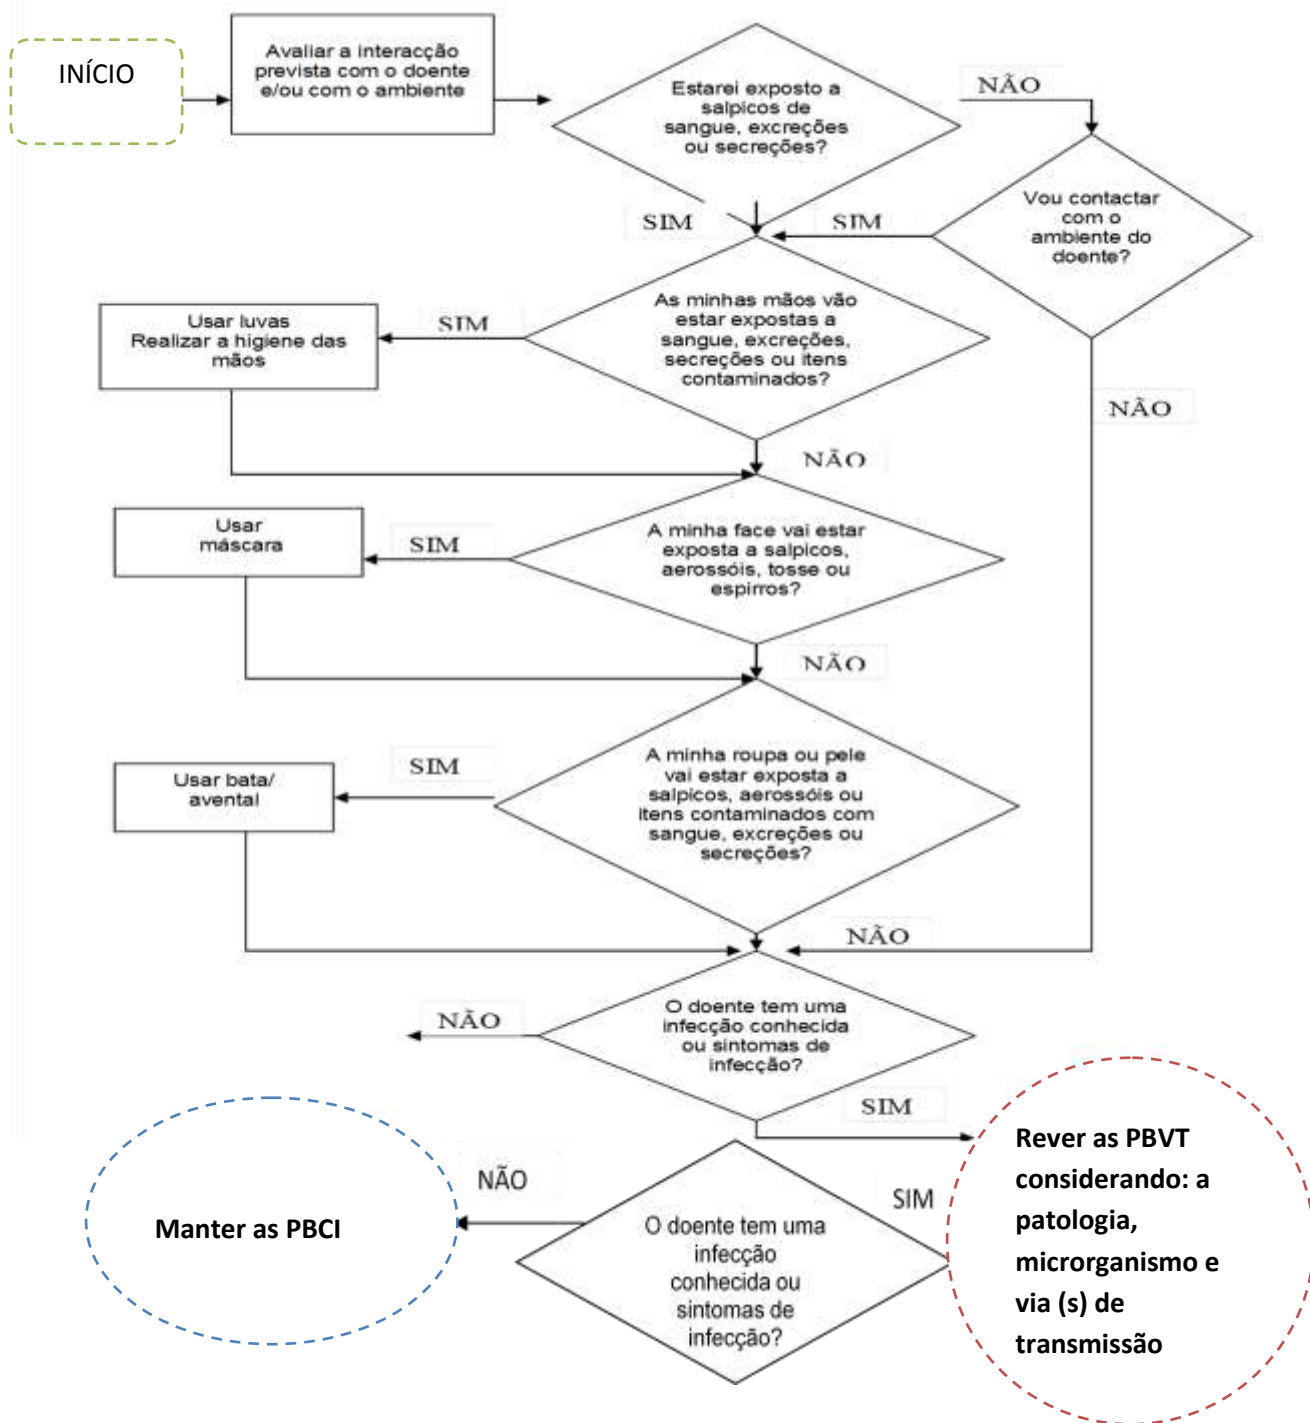 INÍCIO
Avaliar a interacção
prevista com o doente
e/ou com o ambiente
Estarei exposto a
salpicos de
sangue, excreções
ou secreções?
NÃO
Vou contactar
com o
ambiente do
doente?
SIM
SIM
As minhas mãos vão
estar expostas a
sangue, excreções,
secreções ou itens
contaminados?
SIM
Usar luvas
Realizar a higiene das
mãos
NÃO
NÃO
A minha face vai estar
exposta a salpicos,
aerossóis, tosse ou
espirros?
SIM
Usar
máscara
NÃO
A minha roupa ou pele
vai estar exposta a
salpicos, aerossóis ou
itens contaminados com
sangue, excreções ou
secreções?
SIM
Usar bata/
avental
NÃO
O doente tem uma
infecção conhecida
ou sintomas de
infecção?
NÃO
SIM
Rever as PBVT
considerando: a
patologia,
microrganismo e
via (s) de
transmissão
NÃO
SIM
O doente tem uma
infecção
conhecida ou
sintomas de
infecção?
Manter as PBCI